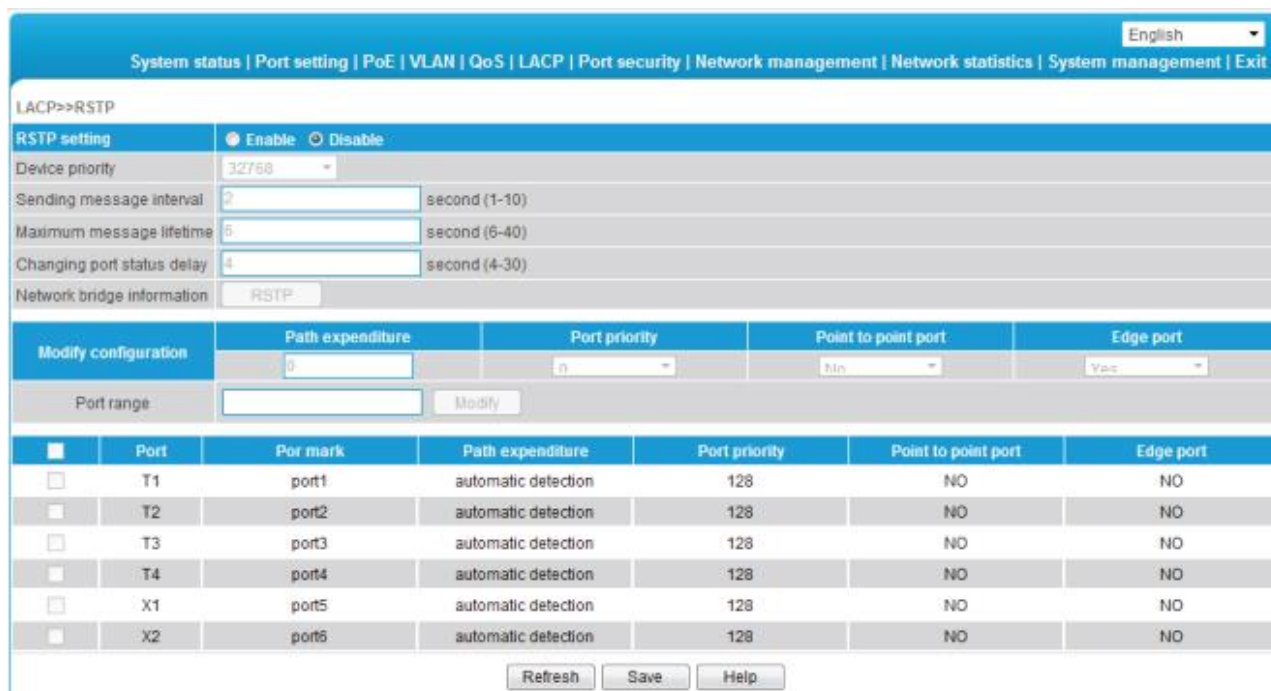 English
System status | Port setting | PoE | VLAN | QoS | LACP | Port security | Network management | Network statistics | System management | Exit
LACP>>RSTP
RSTP setting Enable Disable
Device priority 32768
Sending message interval 2 second (1-10)
Maximum message lifetime 6 second (6-40)
Changing port status delay 4 second (4-30)
Network bridge information RSTP
Modify configuration Path expenditure Port priority Point to point port Edge port
0 0 No Yes
Port range Modify
Port Por mark Path expenditure Port priority Point to point port Edge port
T1 port1 automatic detection 128 NO NO
T2 port2 automatic detection 128 NO NO
T3 port3 automatic detection 128 NO NO
T4 port4 automatic detection 128 NO NO
X1 port5 automatic detection 128 NO NO
X2 port6 automatic detection 128 NO NO
Refresh Save Help